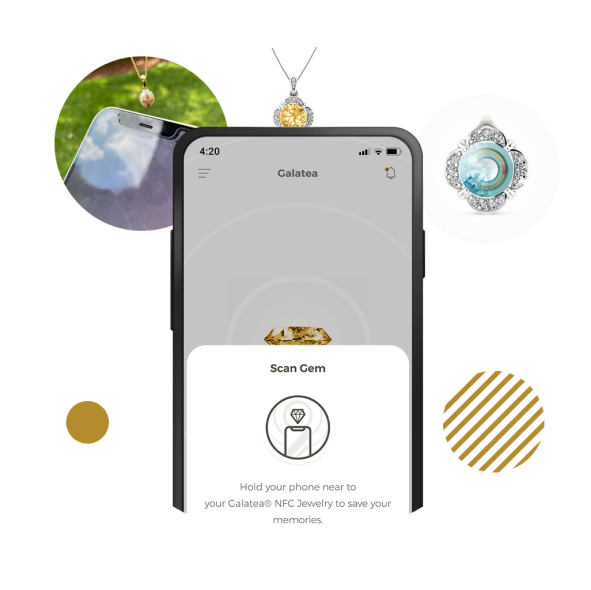 4:20
Galatea
Scan Gem
Hold your phone near to
your Galatea® NFC Jewelry to save your
memories.